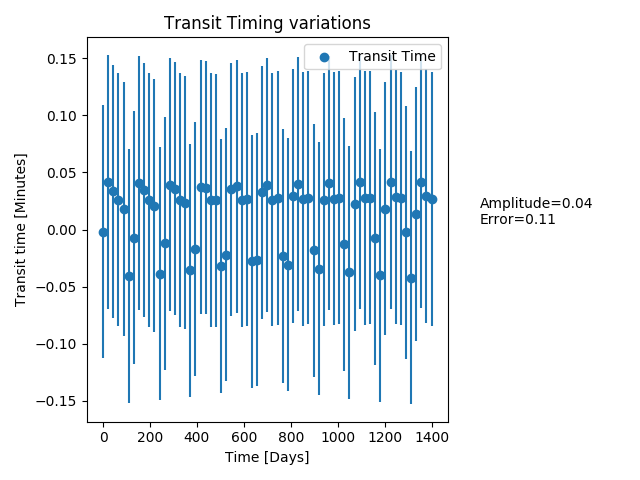 Transit Timing variations
Transit Time
Transit time [Minutes]
0.15
0.10
0.05
0.00
−0.05
−0.10
−0.15
0 200 400 600 800 1000 1200 1400
Time [Days]
Amplitude=0.04
Error=0.11